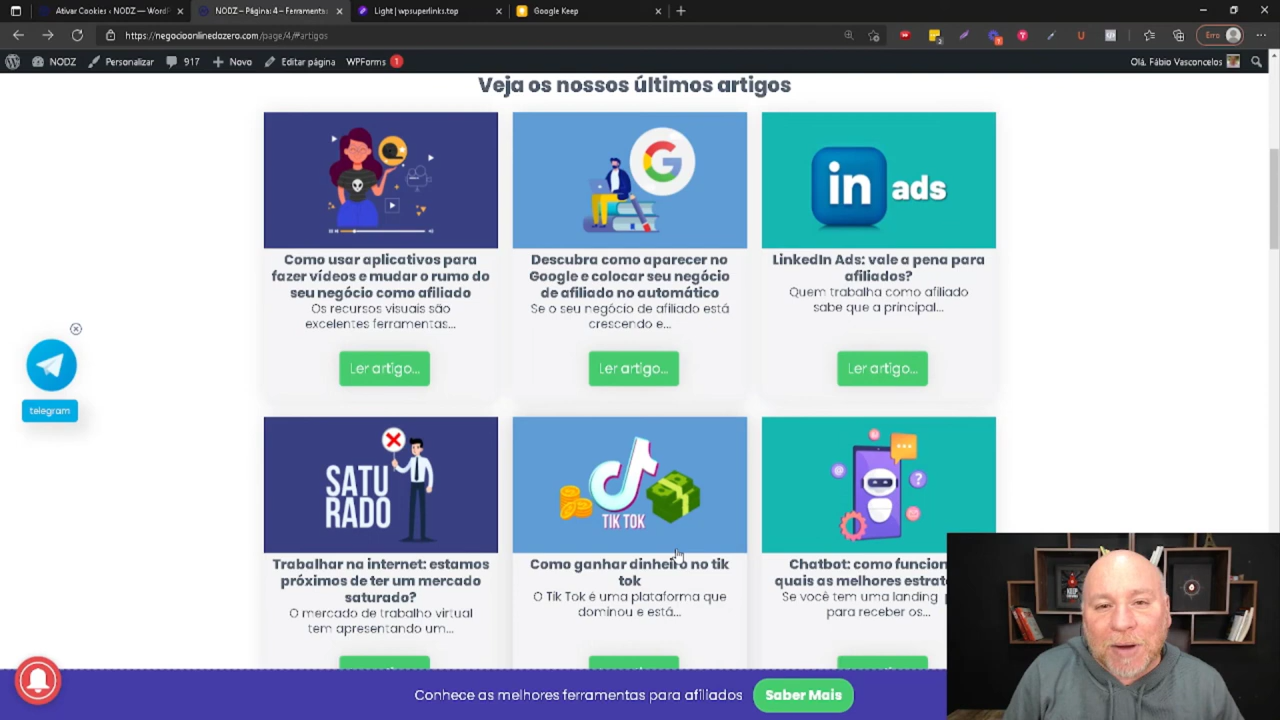 Ativar Cookies ‹ NODZ — WordP
NODZ – Página: 4 – Ferramenta
Light | wpsuperlinks.top
Google Keep
https://negocioonlinedozero.com/page/4/#artigos
Erro
NODZ
Personalizar
917
Novo
Editar página
WPForms
1
Olá, Fábio Vasconcelos
Veja os nossos últimos artigos
in ads
Como usar aplicativos para
fazer vídeos e mudar o rumo do
seu negócio como afiliado
Os recursos visuais são
excelentes ferramentas...
Ler artigo...
Descubra como aparecer no
Google e colocar seu negócio
de afiliado no automático
Se o seu negócio de afiliado está
crescendo e...
Ler artigo...
LinkedIn Ads: vale a pena para
afiliados?
Quem trabalha como afiliado
sabe que a principal...
Ler artigo...
telegram
SATU
RADO
TIK TOK
Trabalhar na internet: estamos
próximos de ter um mercado
saturado?
O mercado de trabalho virtual
tem apresentando um...
Como ganhar dinheiro no tik
tok
O Tik Tok é uma plataforma que
dominou e está...
Chatbot: como funcion
quais as melhores estrat
Se você tem uma landing p
para receber os...
Conhece as melhores ferramentas para afiliados
Saber Mais